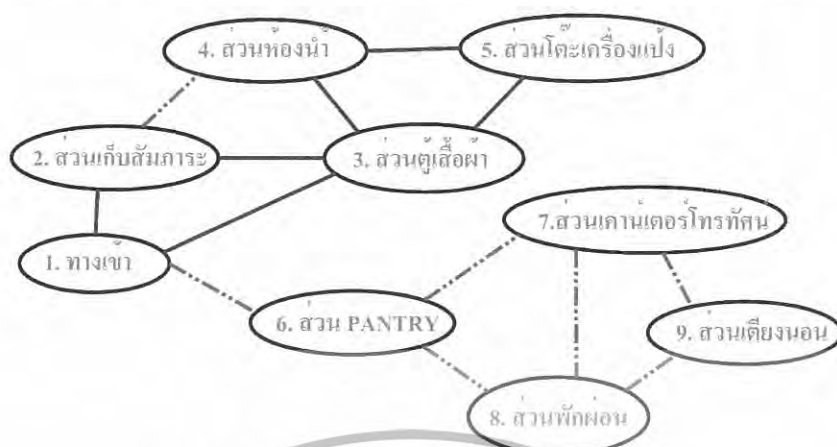 4. ส่วนห้องน้ำ
5. ส่วนโต๊ะเครื่องแป้ง
2. ส่วนเก็บสัมภาระ
3. ส่วนตู้เสื้อผ้า
7.ส่วนเคาน์เตอร์โทรทัศน์
1. ทางเข้า
6. ส่วน PANTRY
9. ส่วนเตียงนอน
8. ส่วนพักผ่อน